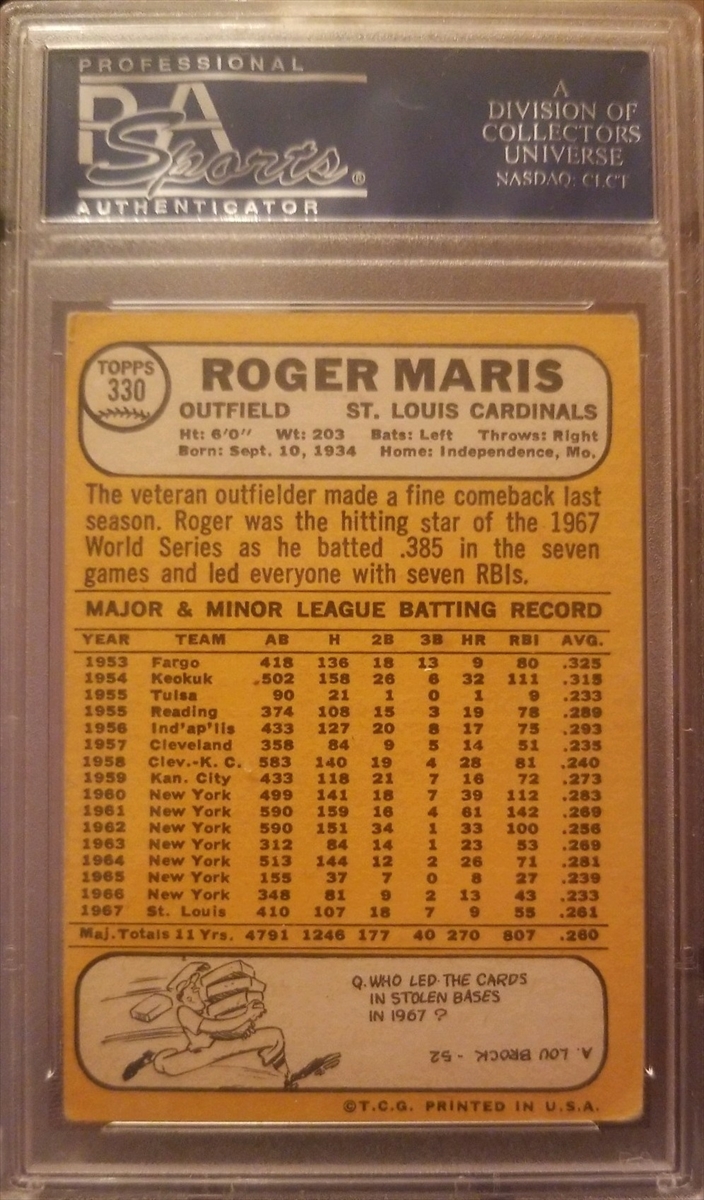 PROFESSIONAL
PSA
Sports®
AUTHENTICATOR
A
DIVISION OF
COLLECTORS
UNIVERSE
NASDAQ: CLCT
TOPPS
330
ROGER MARIS
OUTFIELD ST. LOUIS CARDINALS
Ht: 6'0" Wt: 203 Bats: Left Throws: Right
Born: Sept. 10, 1934 Home: Independence, Mo.
The veteran outfielder made a fine comeback last
season. Roger was the hitting star of the 1967
World Series as he batted .385 in the seven
games and led everyone with seven RBIs.
MAJOR & MINOR LEAGUE BATTING RECORD
YEAR TEAM AB H 2B 3B HR RBI AVG.
1953 Fargo 418 136 18 13 9 80 .325
1954 Keokuk 502 158 26 6 32 111 .315
1955 Tulsa 90 21 1 0 1 9 .233
1955 Reading 374 108 15 3 19 78 .289
1956 Ind'ap'lis 433 127 20 8 17 75 .293
1957 Cleveland 358 84 9 5 14 51 .235
1958 Clev.-K. C. 583 140 19 4 28 81 .240
1959 Kan. City 433 118 21 7 16 72 .273
1960 New York 499 141 18 7 39 112 .283
1961 New York 590 159 16 4 61 142 .269
1962 New York 590 151 34 1 33 100 .256
1963 New York 312 84 14 1 23 53 .269
1964 New York 513 144 12 2 26 71 .281
1965 New York 155 37 7 0 8 27 .239
1966 New York 348 81 9 2 13 43 .233
1967 St. Louis 410 107 18 7 9 55 .261
Maj. Totals 11 Yrs. 4791 1246 177 40 270 807 .260
Q. WHO LED THE CARDS
IN STOLEN BASES
IN 1967 ?
A. LOU BROCK - 52
©T.C.G. PRINTED IN U.S.A.